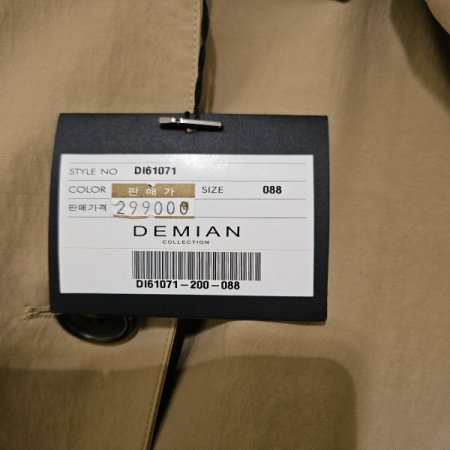 STYLE NO DI61071
COLOR 판매가 SIZE 088
판매가격 299000
DEMIAN
COLLECTION
DI61071-200-088